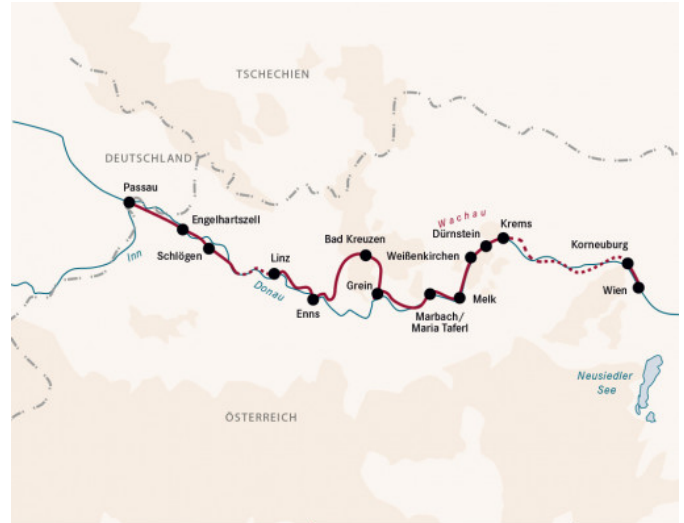 TSCHECHIEN
DEUTSCHLAND
Passau
Engelhartszell
Inn
Schlögen
Linz
Donau
Enns
Bad Kreuzen
Grein
Marbach/
Maria Taferl
Melk
Weißenkirchen
Dürnstein
Wachau
Krems
Korneuburg
Wien
Neusiedler
See
ÖSTERREICH